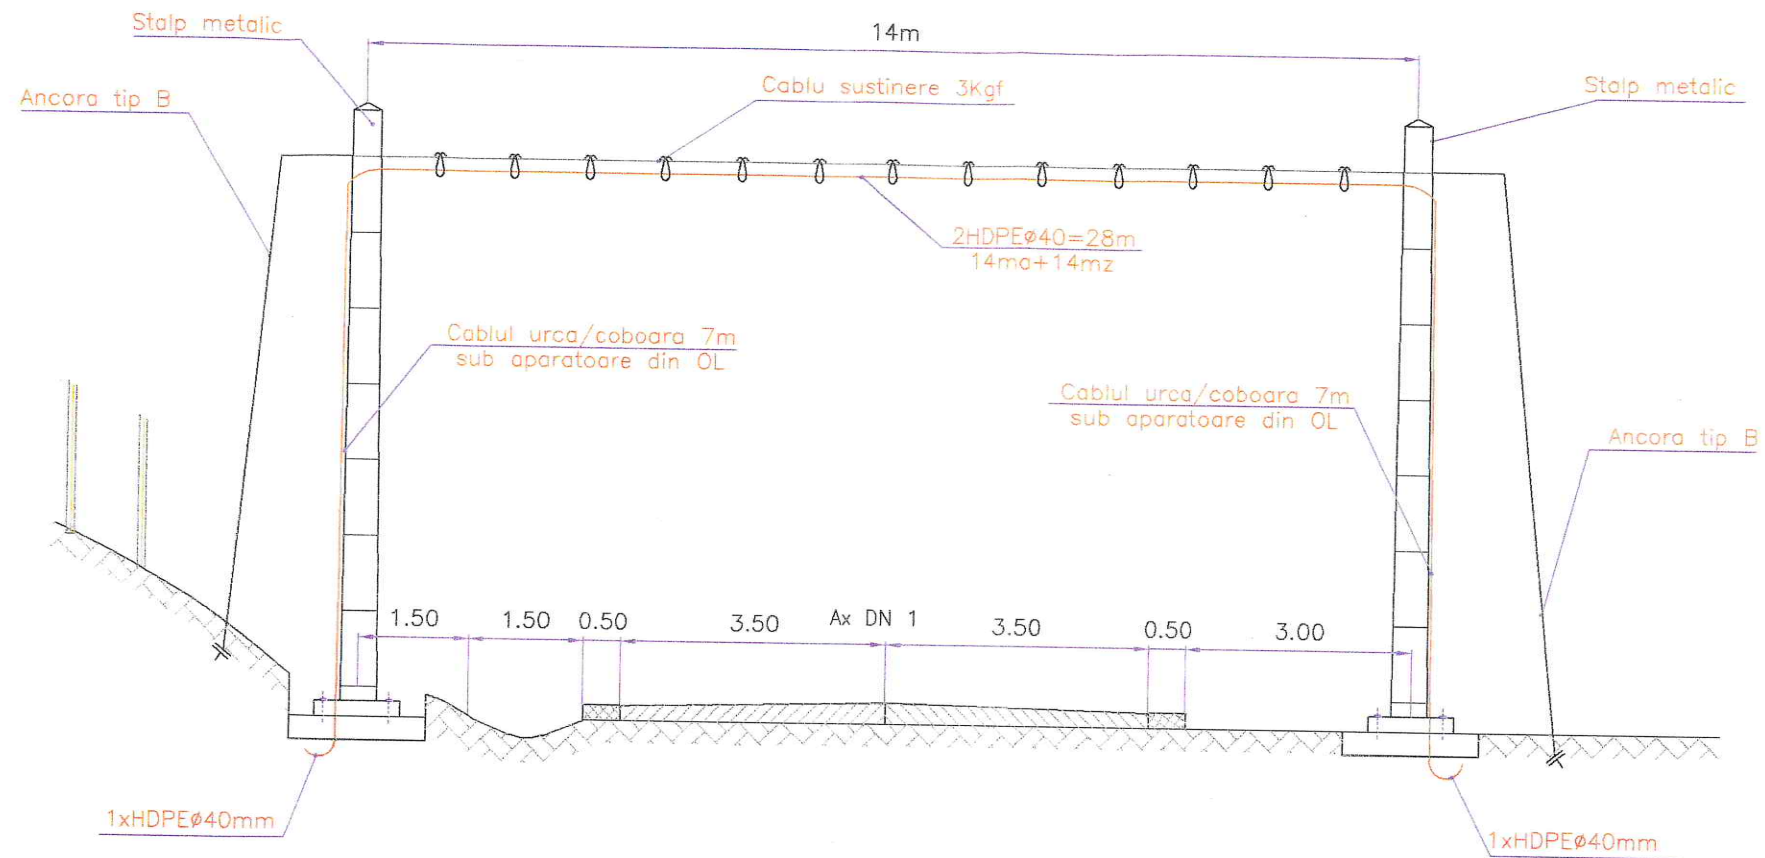 Stalp metalic
14m
Ancora tip B
Cablu sustinere 3Kgf
Stalp metalic
2HDPEø40=28m
14ma+14mz
Cablul urca/coboara 7m
sub aparatoare din OL
Cablul urca/coboara 7m
sub aparatoare din OL
Ancora tip B
1.50 1.50 0.50 3.50 Ax DN 1 3.50 0.50 3.00
1xHDPEø40mm
1xHDPEø40mm